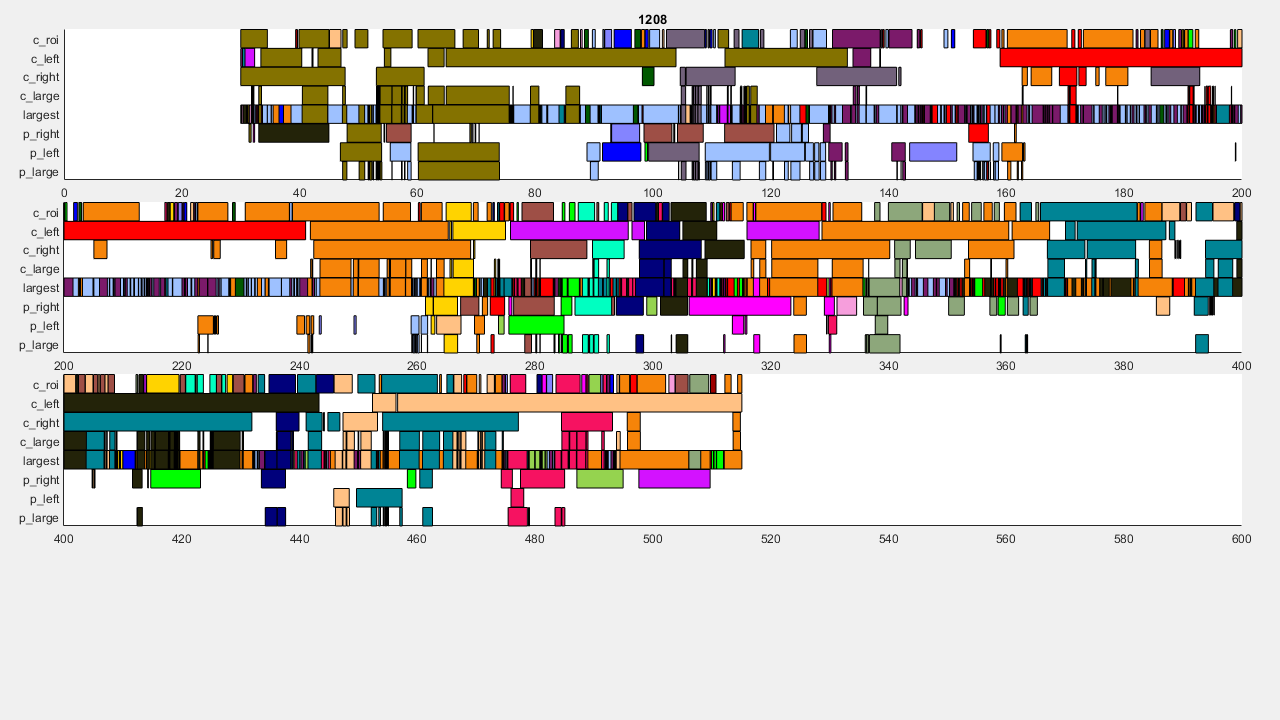 1208
c_roi
c_left
c_right
c_large
largest
p_right
p_left
p_large
0 20 40 60 80 100 120 140 160 180 200
c_roi
c_left
c_right
c_large
largest
p_right
p_left
p_large
200 220 240 260 280 300 320 340 360 380 400
c_roi
c_left
c_right
c_large
largest
p_right
p_left
p_large
400 420 440 460 480 500 520 540 560 580 600